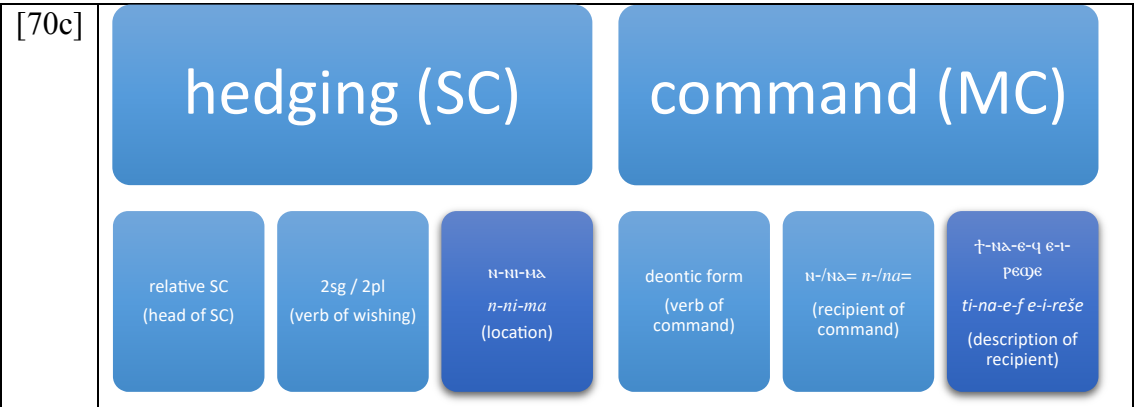 [70c]
hedging (SC)
command (MC)
relative SC
(head of SC)
2sg / 2pl
(verb of wishing)
ⲛ-ⲛⲓ-ⲙⲁ
n-ni-ma
(location)
deontic form
(verb of
command)
ⲛ-/ⲛⲁ= n-/na=
(recipient of
command)
ϯ-ⲛⲁ-ⲉ-ϥ ⲉ-ⲓ-
ⲣⲉϣⲉ
ti-na-e-f e-i-reše
(description of
recipient)